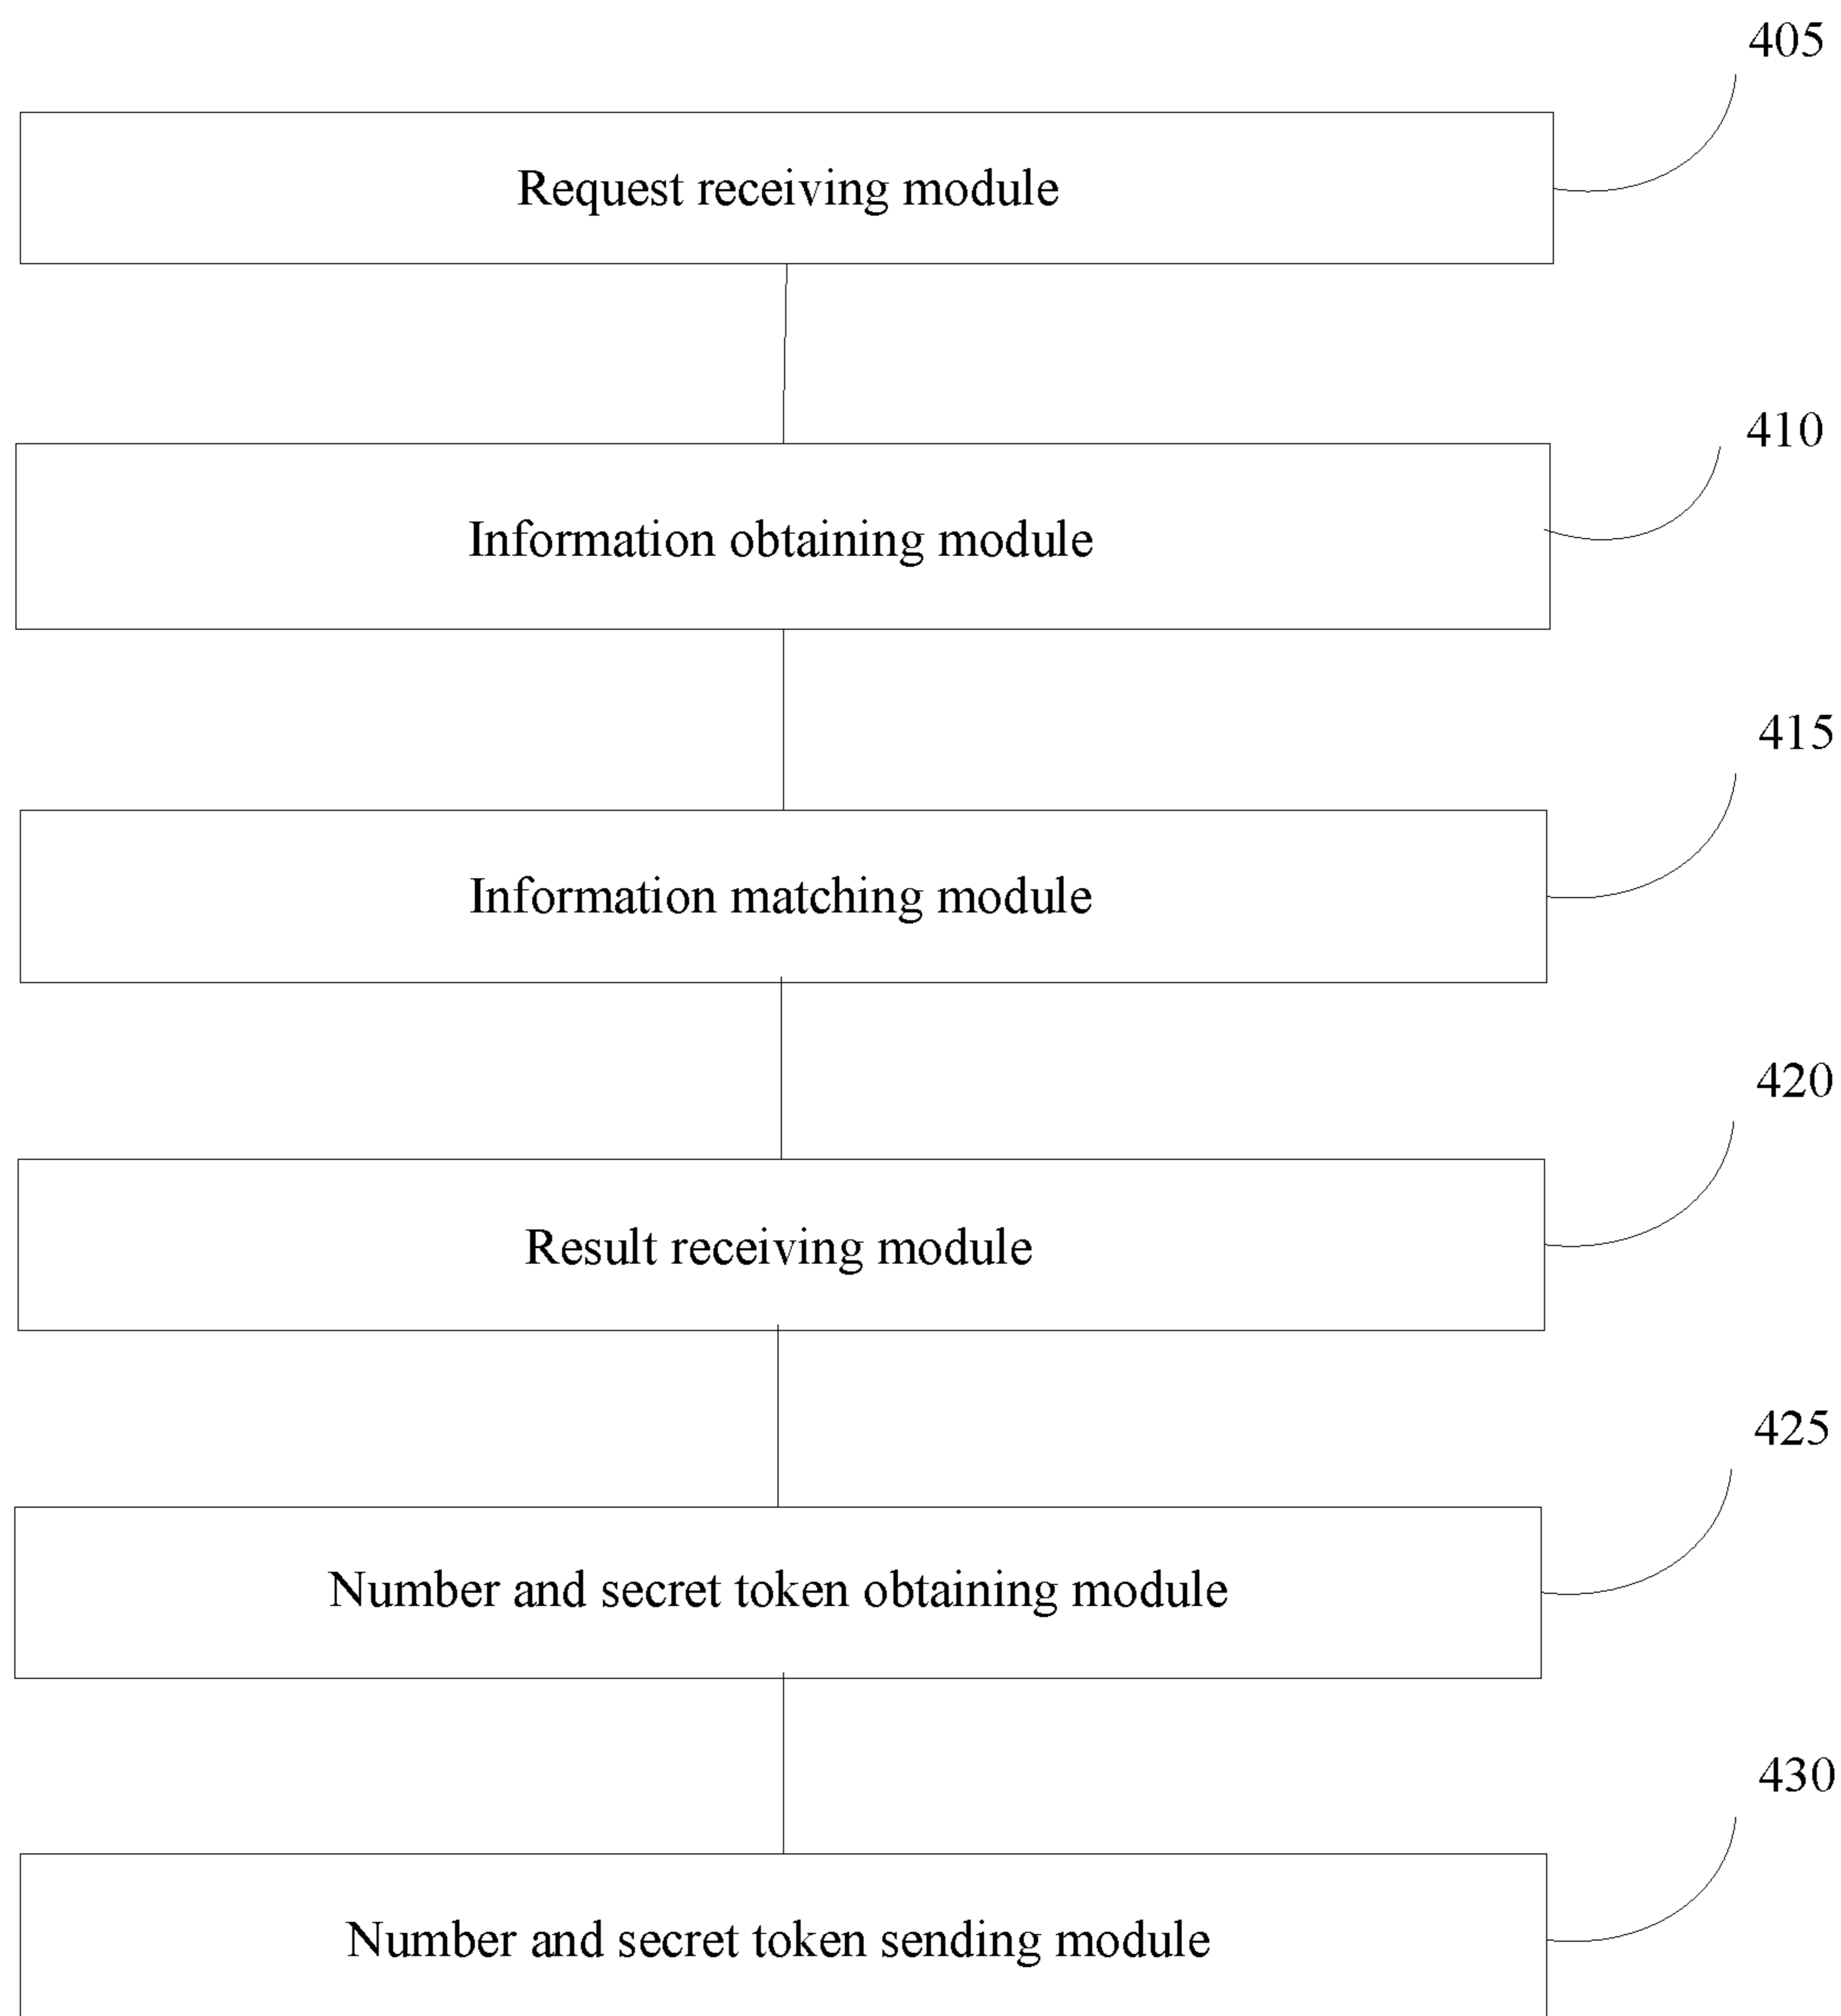 405
Request receiving module
410
Information obtaining module
415
Information matching module
420
Result receiving module
425
Number and secret token obtaining module
430
Number and secret token sending module